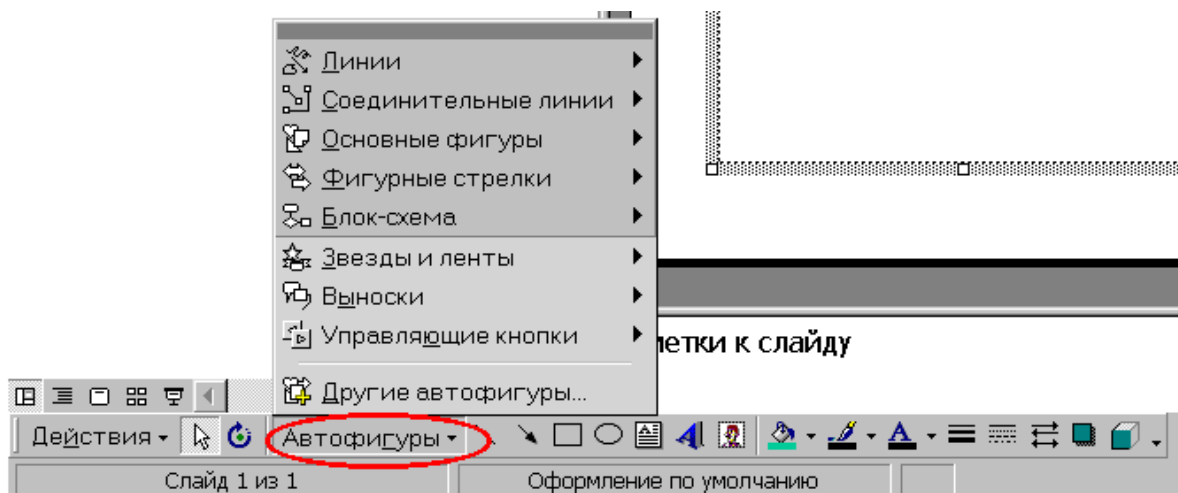 Линии
Соединительные линии
Основные фигуры
Фигурные стрелки
Блок-схема
Звезды и ленты
Выноски
Управляющие кнопки
Другие автофигуры...
к слайду
Действия Автофигуры
Слайд 1 из 1 Оформление по умолчанию